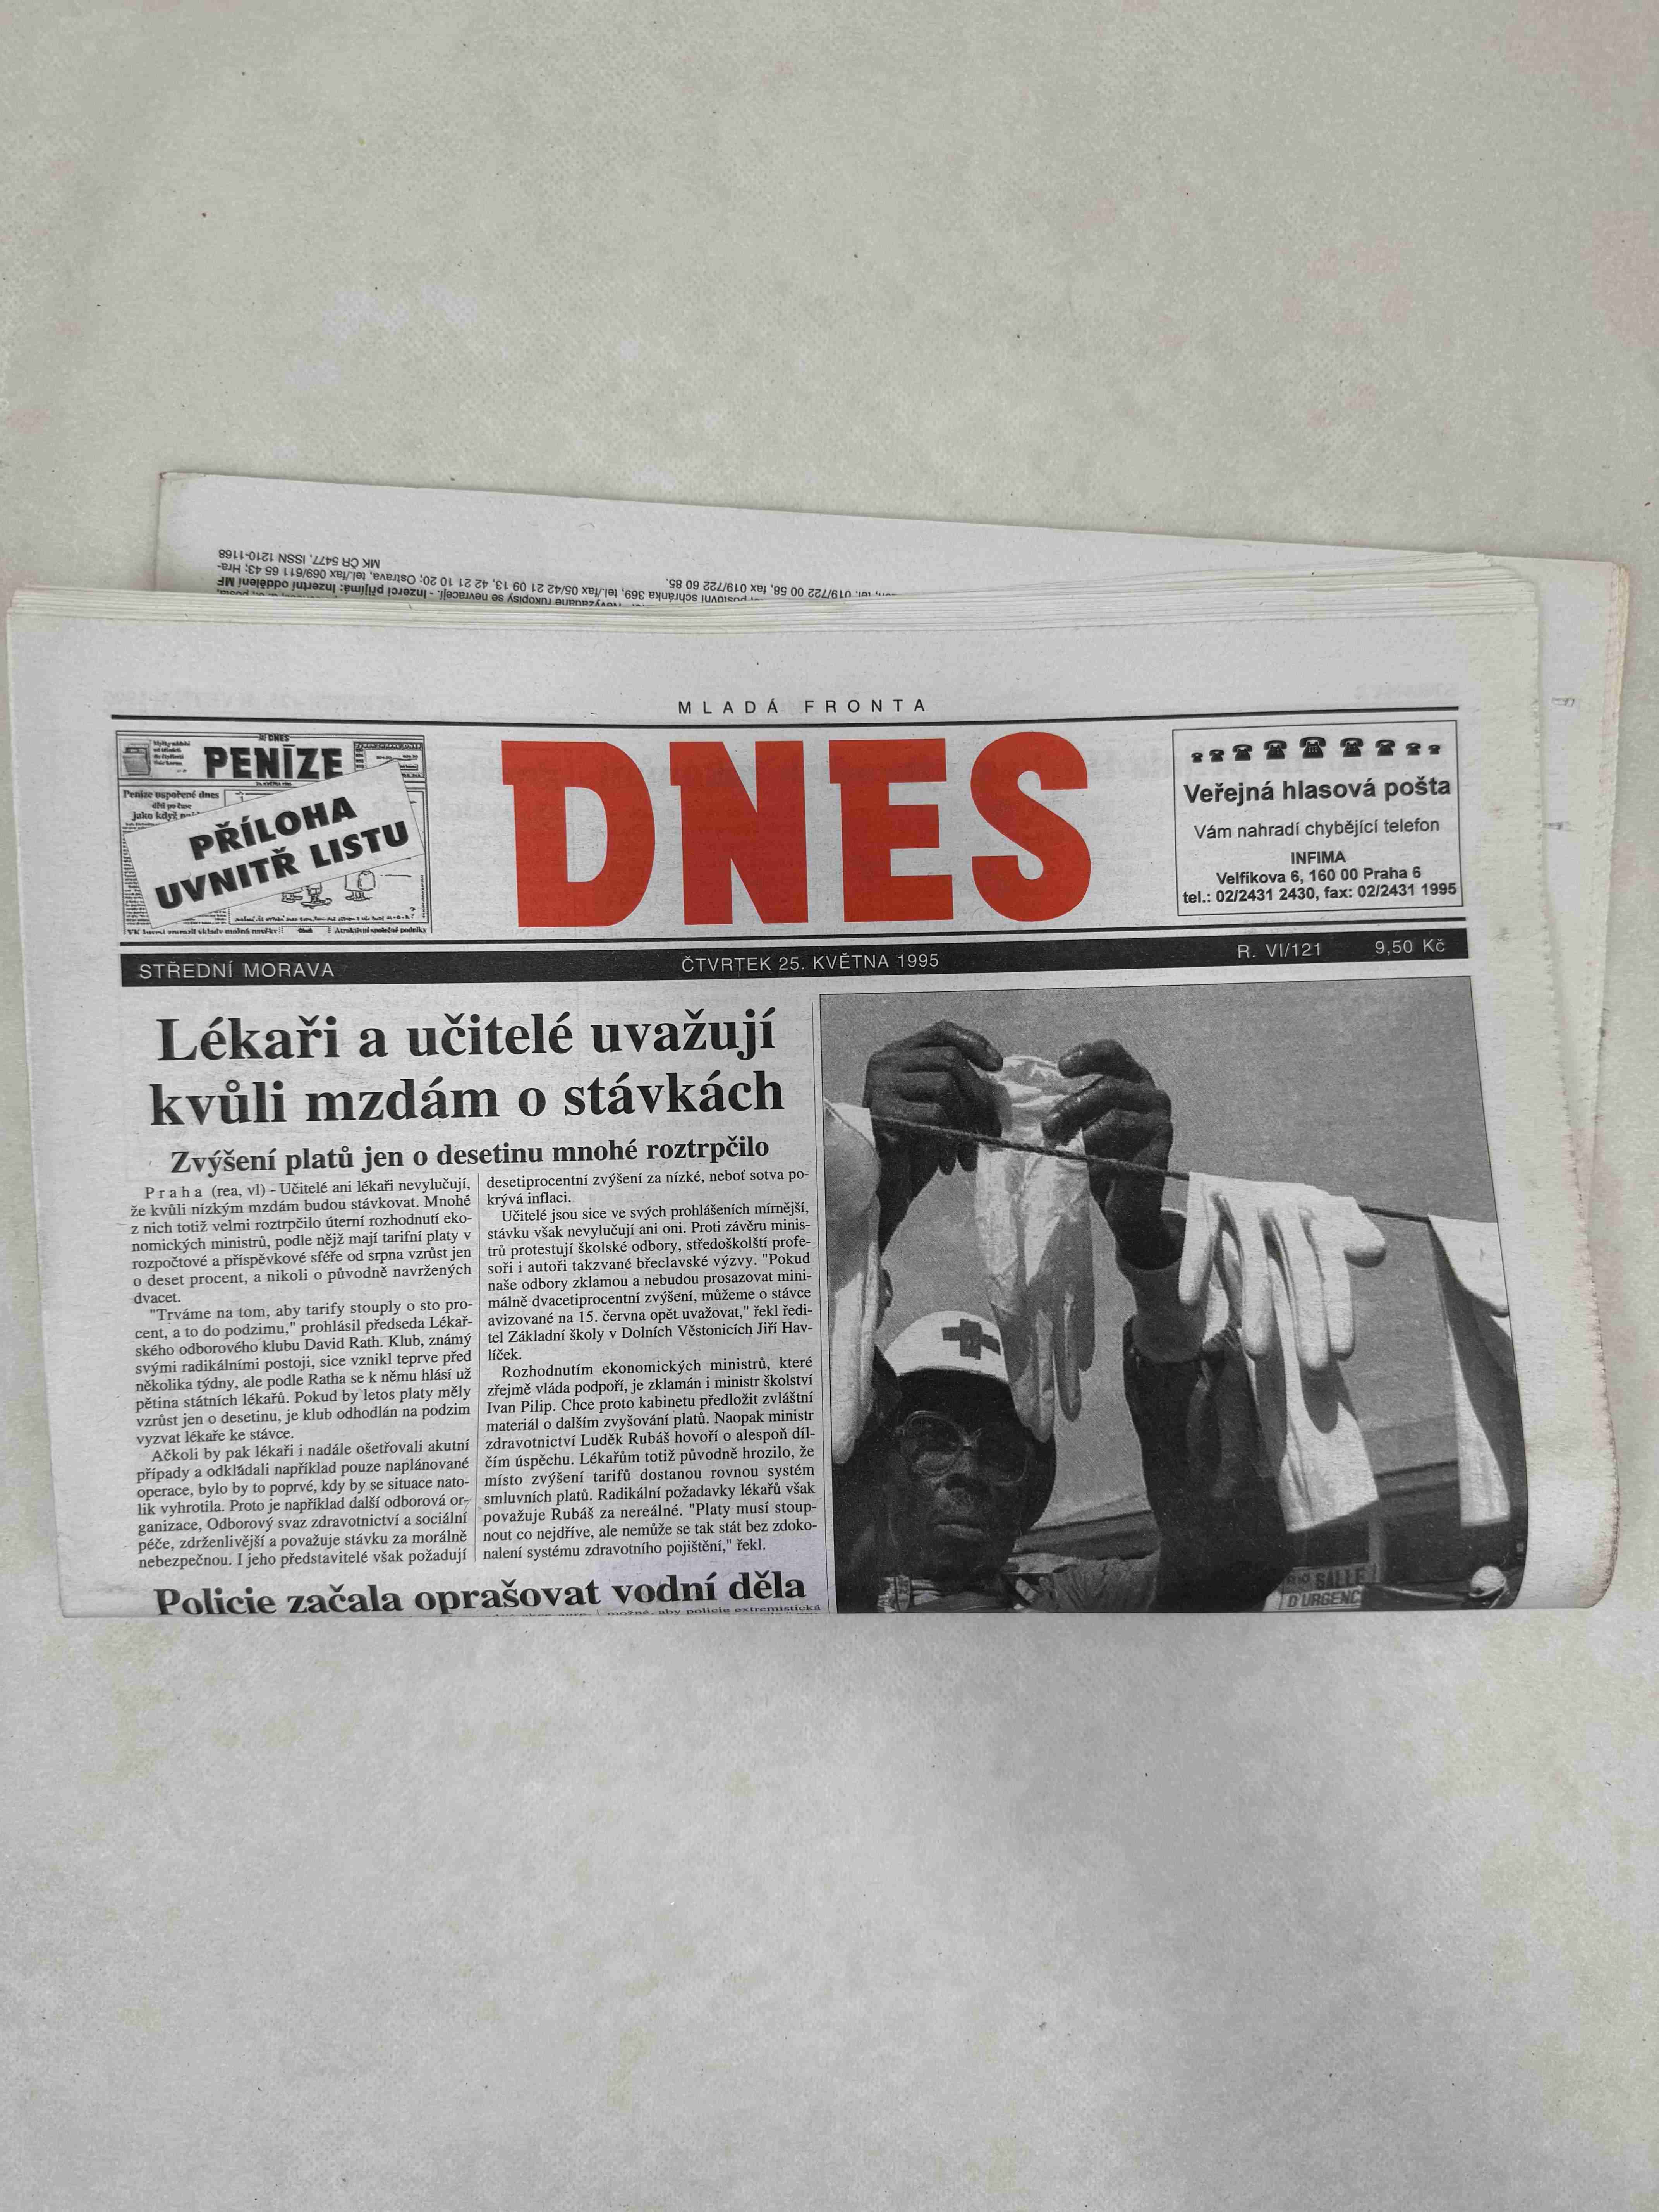 MK ČR 5477, ISSN 1210-1168
MLADÁ FRONTA
DNES
PENÍZE
Peníze uspořené dnes
PŘÍLOHA
UVNITŘ LISTU
DNES
Veřejná hlasová pošta
Vám nahradí chybějící telefon
INFIMA
Velfíkova 6, 160 00 Praha 6
tel.: 02/2431 2430, fax: 02/2431 1995
STŘEDNÍ MORAVA
ČTVRTEK 25. KVĚTNA 1995
R. VI/121
9,50 Kč
Lékaři a učitelé uvažují
kvůli mzdám o stávkách
Zvýšení platů jen o desetinu mnohé roztrpčilo
Praha (rea, vl) - Učitelé ani lékaři nevylučují,
že kvůli nízkým mzdám budou stávkovat. Mnohé
z nich totiž velmi roztrpčilo úterní rozhodnutí eko-
nomických ministrů, podle nějž mají tarifní platy v
rozpočtové a příspěvkové sféře od srpna vzrůst jen
o deset procent, a nikoli o původně navržených
dvacet.
"Trváme na tom, aby tarify stouply o sto pro-
cent, a to do podzimu," prohlásil předseda Lékař-
ského odborového klubu David Rath. Klub, známý
svými radikálními postoji, sice vznikl teprve před
několika týdny, ale podle Ratha se k němu hlásí už
pětina státních lékařů. Pokud by letos platy měly
vzrůst jen o desetinu, je klub odhodlán na podzim
vyzvat lékaře ke stávce.
Ačkoli by pak lékaři i nadále ošetřovali akutní
případy a odkládali například pouze naplánované
operace, bylo by to poprvé, kdy by se situace nato-
lik vyhrotila. Proto je například další odborová or-
ganizace, Odborový svaz zdravotnictví a sociální
péče, zdrženlivější a považuje stávku za morálně
nebezpečnou. I jeho představitelé však požadují
desetiprocentní zvýšení za nízké, neboť sotva po-
krývá inflaci.
Učitelé jsou sice ve svých prohlášeních mírnější,
stávku však nevylučují ani oni. Proti závěru minis-
trů protestují školské odbory, středoškolští profe-
soři i autoři takzvané břeclavské výzvy. "Pokud
naše odbory zklamou a nebudou prosazovat mini-
málně dvacetiprocentní zvýšení, můžeme o stávce
avizované na 15. června opět uvažovat," řekl ředi-
tel Základní školy v Dolních Věstonicích Jiří Hav-
líček.
Rozhodnutím ekonomických ministrů, které
zřejmě vláda podpoří, je zklamán i ministr školství
Ivan Pilip. Chce proto kabinetu předložit zvláštní
materiál o dalším zvyšování platů. Naopak ministr
zdravotnictví Luděk Rubáš hovoří o alespoň díl-
čím úspěchu. Lékařům totiž původně hrozilo, že
místo zvýšení tarifů dostanou rovnou systém
smluvních platů. Radikální požadavky lékařů však
považuje Rubáš za nereálné. "Platy musí stoup-
nout co nejdříve, ale nemůže se tak stát bez zdoko-
nalení systému zdravotního pojištění," řekl.
SALLE
D'URGENC
Policie začala oprašovat vodní děla
možné, aby policie extremistická